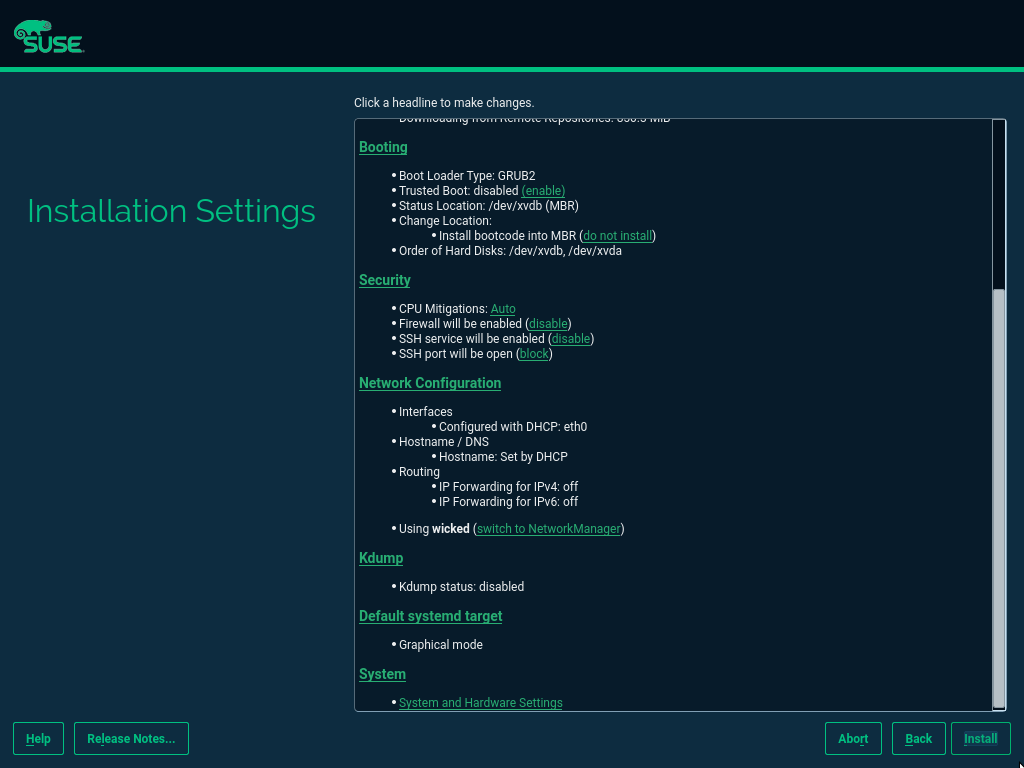 SUSE
Click a headline to make changes.
Downloading from Remote Repositories:
Booting
Boot Loader Type: GRUB2
Trusted Boot: disabled (enable)
Status Location: /dev/xvdb (MBR)
Change Location:
Install bootcode into MBR (do not install)
Order of Hard Disks: /dev/xvdb, /dev/xvda
Installation Settings
Security
CPU Mitigations: Auto
Firewall will be enabled (disable)
SSH service will be enabled (disable)
SSH port will be open (block)
Network Configuration
Interfaces
Configured with DHCP: eth0
Hostname / DNS
Hostname: Set by DHCP
Routing
IP Forwarding for IPv4: off
IP Forwarding for IPv6: off
Using wicked (switch to NetworkManager)
Kdump
Kdump status: disabled
Default systemd target
Graphical mode
System
System and Hardware Settings
Help Release Notes... Abort Back Install